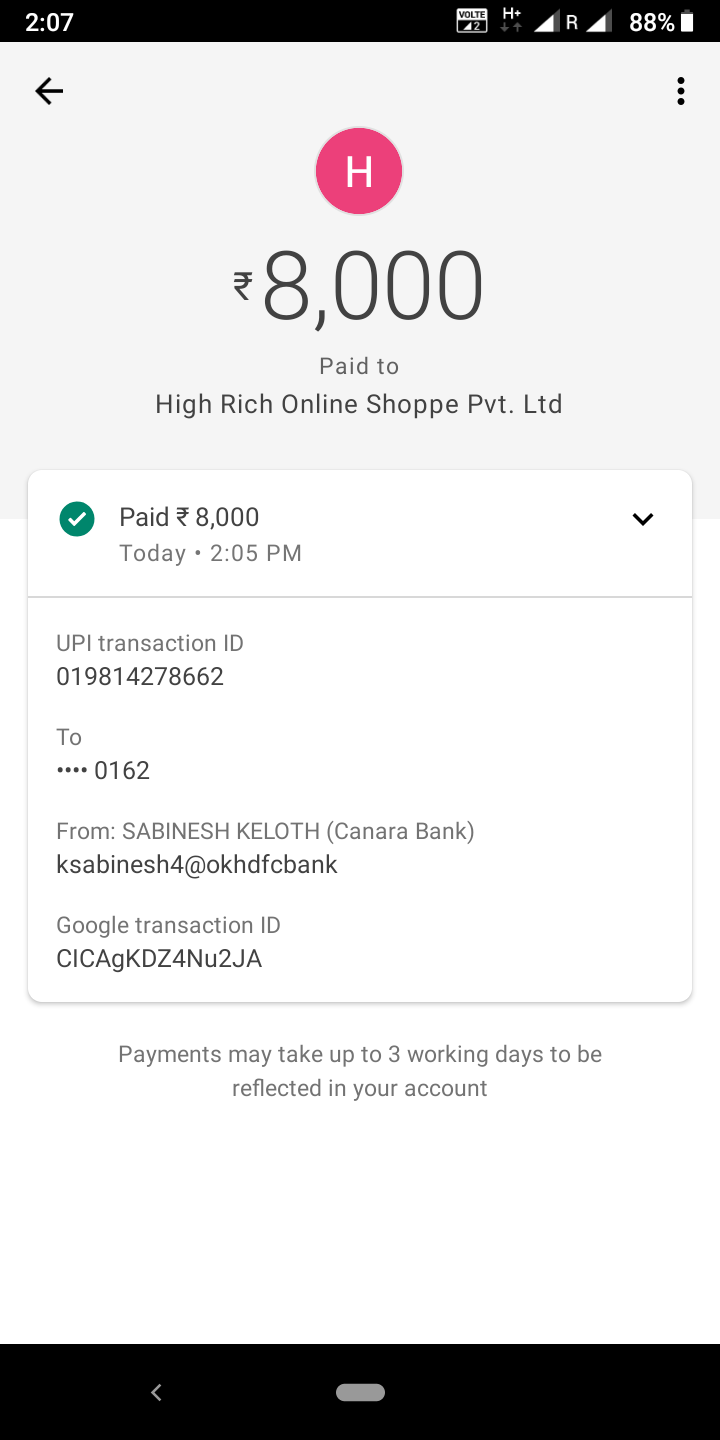 2:07 VOLTE 2 H+ R 88%
H
₹8,000
Paid to
High Rich Online Shoppe Pvt. Ltd
Paid ₹ 8,000
Today • 2:05 PM
UPI transaction ID
019814278662
To
•••• 0162
From: SABINESH KELOTH (Canara Bank)
ksabinesh4@okhdfcbank
Google transaction ID
CICAgKDZ4Nu2JA
Payments may take up to 3 working days to be
reflected in your account